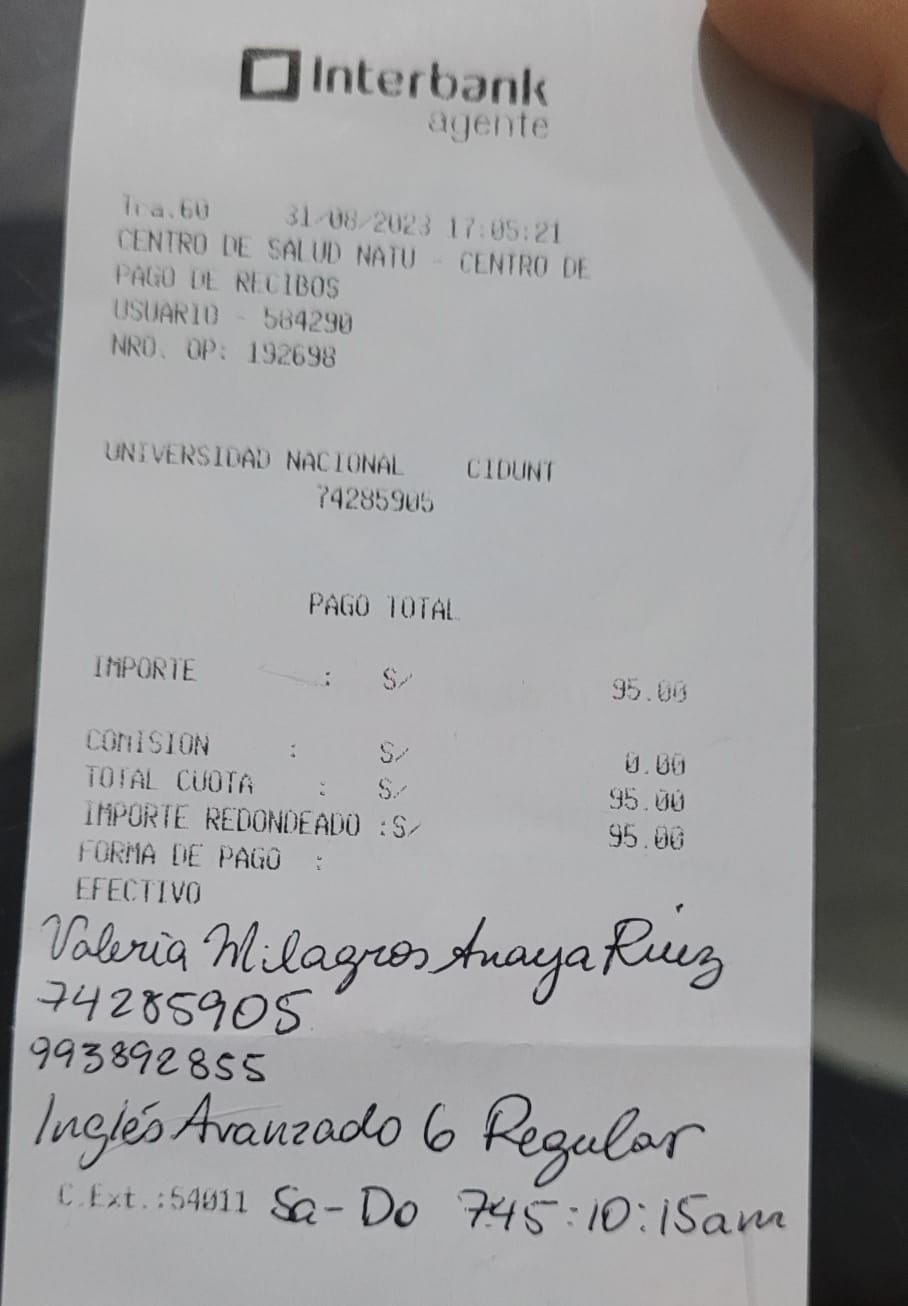 Interbank
agente
Tra.60 31/08/2023 17:05:21
CENTRO DE SALUD NATU - CENTRO DE
PAGO DE RECIBOS
USUARIO - 584290
NRO. OP: 192698
UNIVERSIDAD NACIONAL CIDUNT
74285905
PAGO TOTAL
IMPORTE : S/ 95.00
COMISION : S/ 0.00
TOTAL CUOTA : S/ 95.00
IMPORTE REDONDEADO :S/ 95.00
FORMA DE PAGO :
EFECTIVO
Valeria Milagros Anaya Ruiz
74285905
993892855
Inglés Avanzado 6 Regular
C.Ext.:54011 Sa-Do 745:10:15am